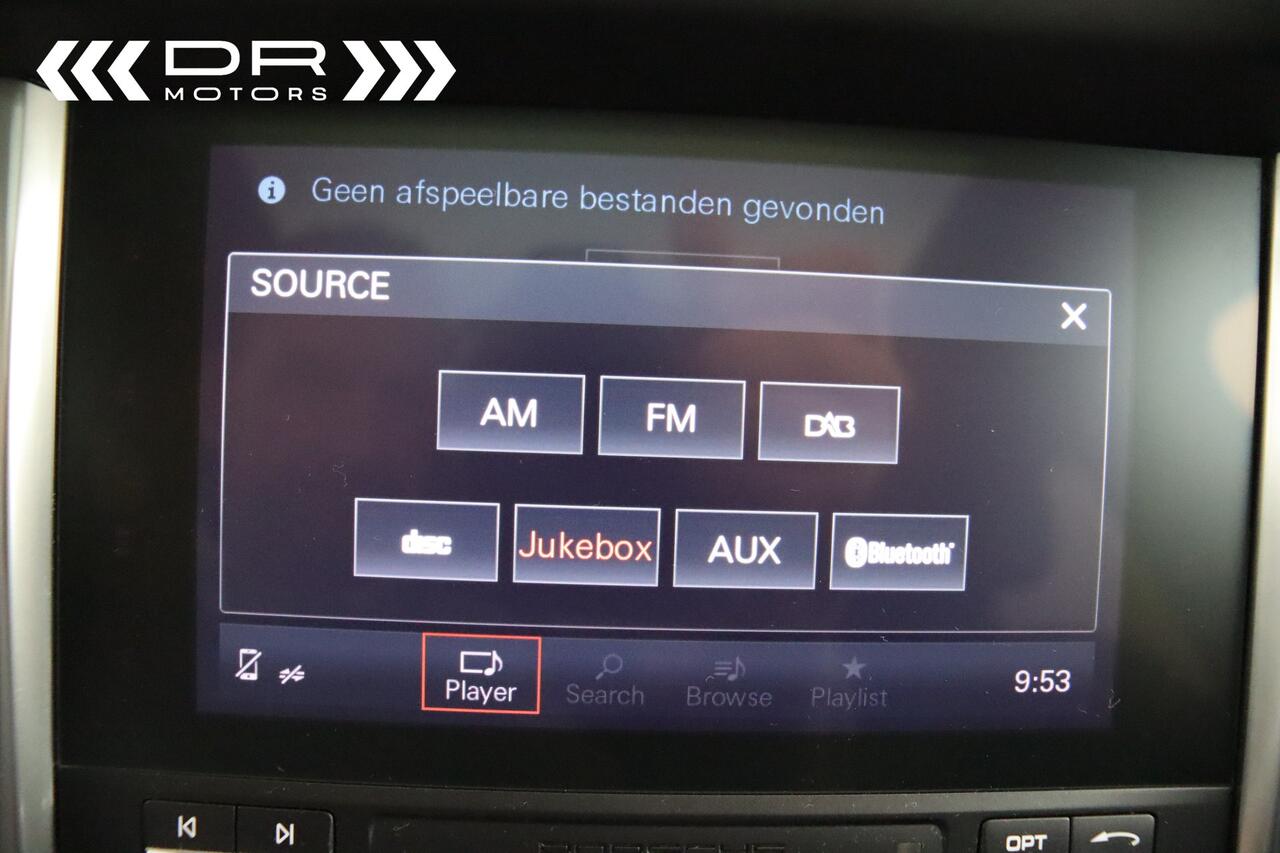 DR
MOTORS
Geen afspeelbare bestanden gevonden
SOURCE
AM FM DAB
disc Jukebox AUX Bluetooth
Player Search Browse Playlist 9:53
OPT
PORSCHE